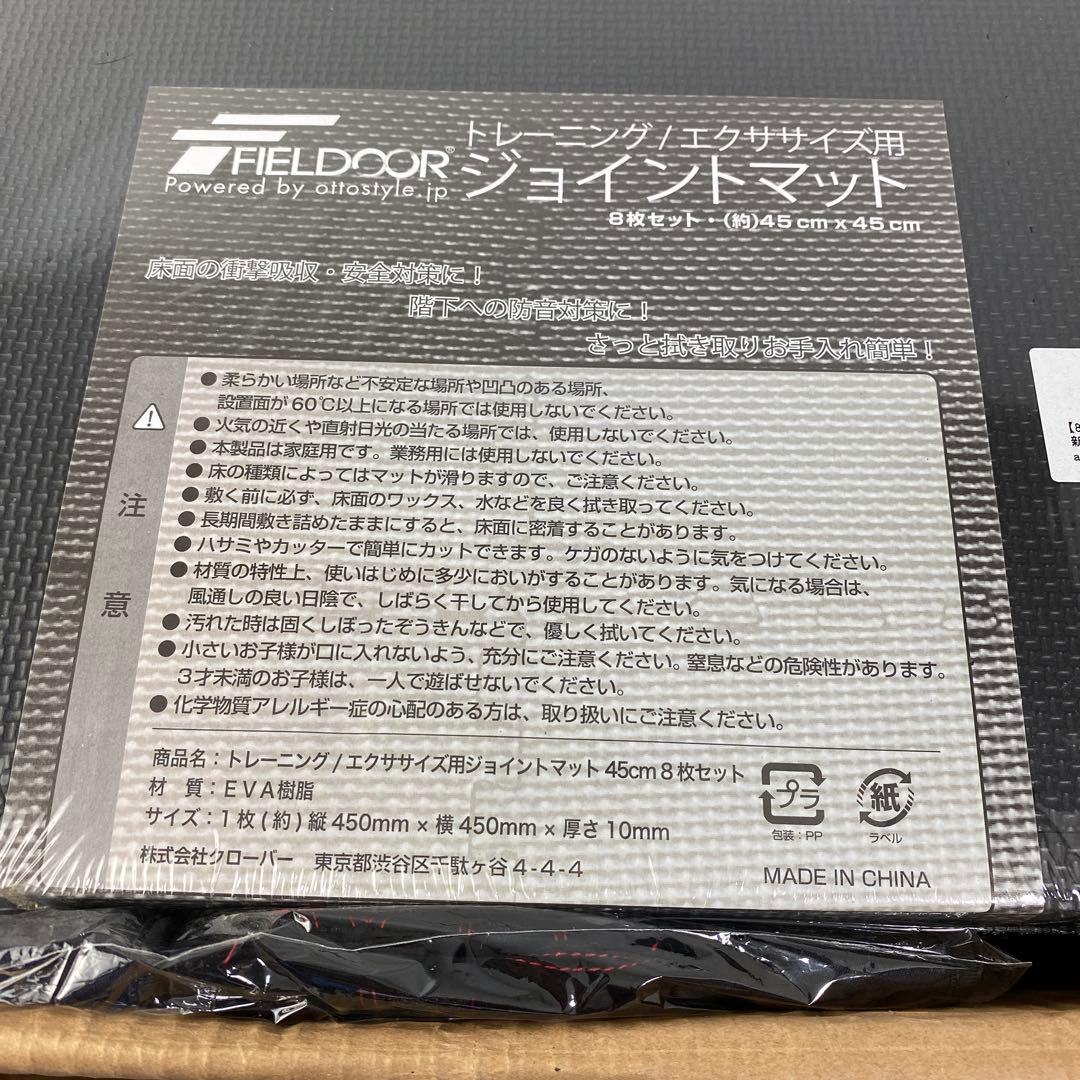 FIELDOOR®
Powered by ottostyle.jp
トレーニング/エクササイズ用
ジョイントマット
8枚セット・(約)45cm x 45cm
床面の衝撃吸収・安全対策に!
階下への防音対策に!
さっと拭き取りお手入れ簡単!
注意
●柔らかい場所など不安定な場所や凹凸のある場所、
設置面が60℃以上になる場所では使用しないでください。
●火気の近くや直射日光の当たる場所では、使用しないでください。
●本製品は家庭用です。業務用には使用しないでください。
●床の種類によってはマットが滑りますので、ご注意ください。
●敷く前に必ず、床面のワックス、水などを良く拭き取ってください。
●長期間敷き詰めたままにすると、床面に密着することがあります。
●ハサミやカッターで簡単にカットできます。ケガのないように気をつけてください。
●材質の特性上、使いはじめに多少においがすることがあります。気になる場合は、
風通しの良い日陰で、しばらく干してから使用してください。
●汚れた時は固くしぼったぞうきんなどで、優しく拭いてください。
●小さいお子様が口に入れないよう、充分にご注意ください。窒息などの危険性があります。
3才未満のお子様は、一人で遊ばせないでください。
●化学物質アレルギー症の心配のある方は、取り扱いにご注意ください。
商品名:トレーニング/エクササイズ用ジョイントマット 45cm 8枚セット
材 質:EVA樹脂
サイズ:1枚(約)縦450mm×横450mm×厚さ10mm
株式会社クローバー 東京都渋谷区千駄ヶ谷4-4-4
プラ
包装:PP
紙
ラベル
MADE IN CHINA
【8
新
a